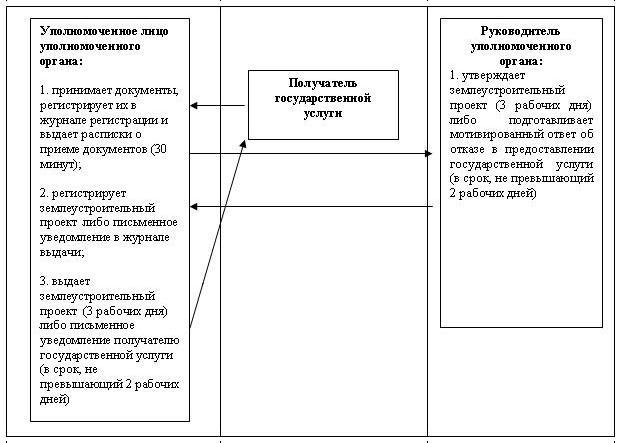 Уполномоченное лицо
уполномоченного
органа:
1. принимает документы,
регистрирует их в
журнале регистрации и
выдает расписки о
приеме документов (30
минут);
2. регистрирует
землеустроительный
проект либо письменное
уведомление в журнале
выдачи;
3. выдает
землеустроительный
проект (3 рабочих дня)
либо письменное
уведомление получателю
государственной услуги
(в срок, не
превышающий 2 рабочих
дней)
Получатель
государственной
услуги
Руководитель
уполномоченного
органа:
1. утверждает
землеустроительный
проект (3 рабочих дня)
либо подготавливает
мотивированный ответ об
отказе в предоставлении
государственной услуги
(в срок, не превышающий
2 рабочих дней)